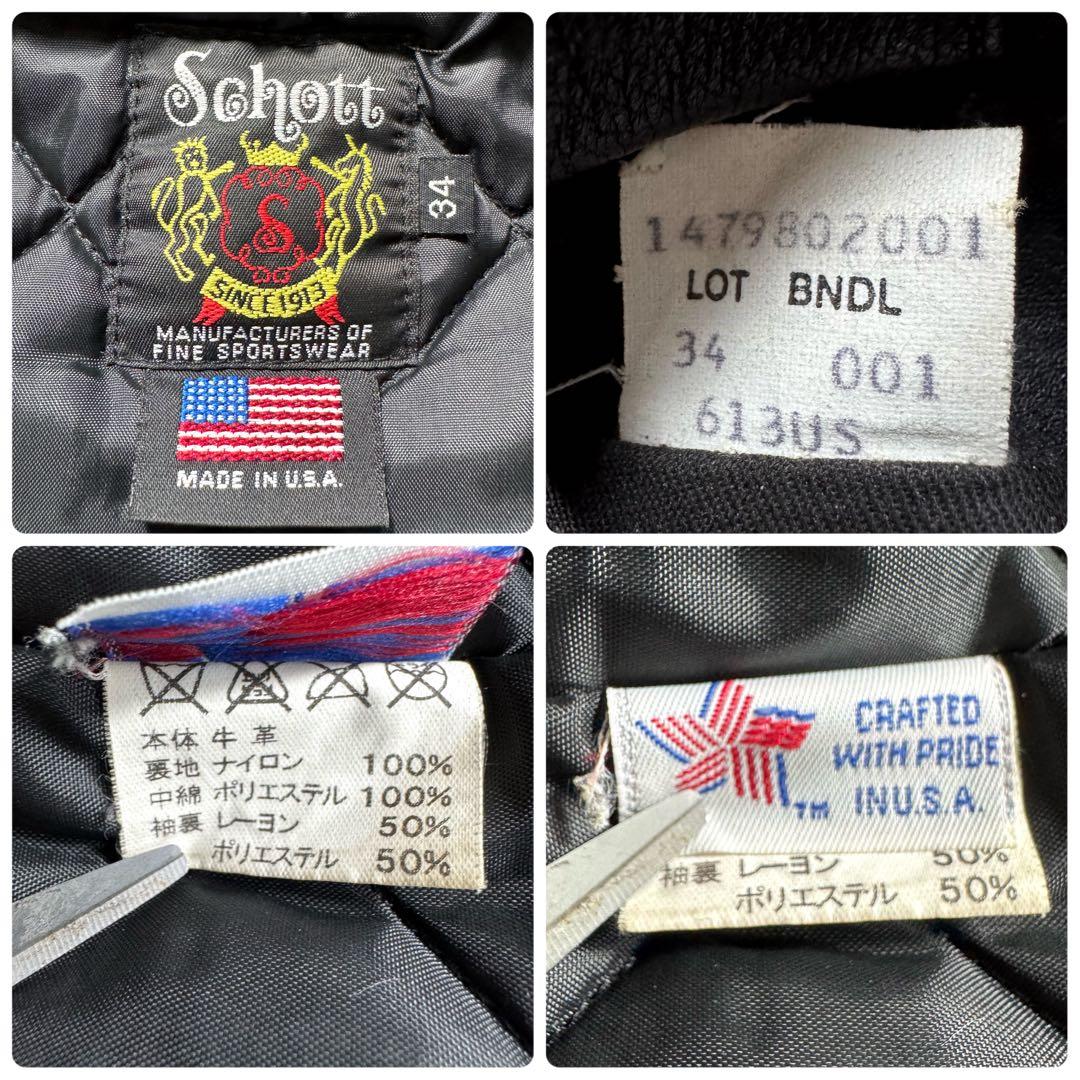 Schott
34
S
SINCE 1913
MANUFACTURERS OF
FINE SPORTSWEAR
MADE IN U.S.A.
1479802001
LOT BNDL
34 001
613US
本体 牛 革
裏地 ナイロン 100%
中綿 ポリエステル 100%
袖裏 レーヨン 50%
ポリエステル 50%
CRAFTED
WITH PRIDE
IN U.S.A.
TM
袖裏 レーヨン 50%
ポリエステル 50%